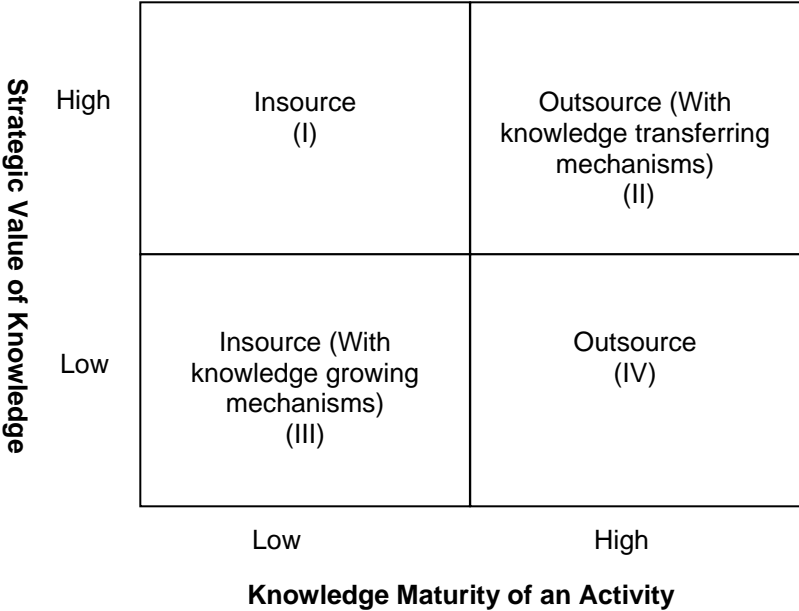 Strategic Value of Knowledge
High
Insource
(I)
Outsource (With
knowledge transferring
mechanisms)
(II)
Low
Insource (With
knowledge growing
mechanisms)
(III)
Outsource
(IV)
Low
High
Knowledge Maturity of an Activity